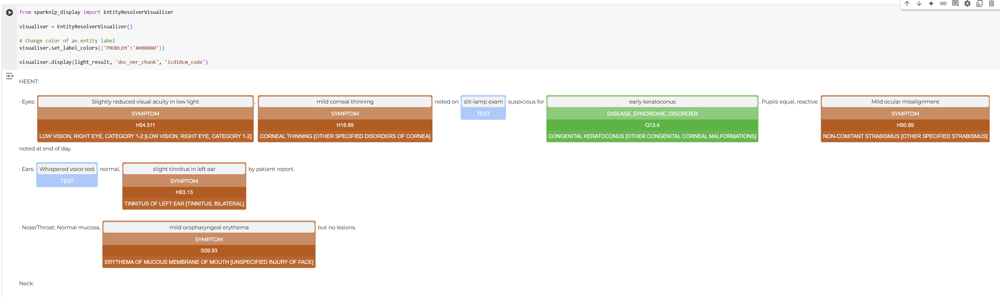 from sparknlp_display import EntityResolverVisualizer
visualiser = EntityResolverVisualizer()
# Change color of an entity label
visualiser.set_label_colors({'PROBLEM':'#008080'})
visualiser.display(light_result, 'doc_ner_chunk', 'icd10cm_code')
HEENT:
· Eyes: Slightly reduced visual acuity in low light , mild corneal thinning noted on slit-lamp exam suspicious for early keratoconus . Pupils equal, reactive. Mild ocular misalignment
SYMPTOM SYMPTOM TEST DISEASE_SYNDROME_DISORDER SYMPTOM
H54.511 H18.89 Q13.4 H50.89
LOW VISION, RIGHT EYE, CATEGORY 1-2 [LOW VISION, RIGHT EYE, CATEGORY 1-2] CORNEAL THINNING [OTHER SPECIFIED DISORDERS OF CORNEA] CONGENITAL KERATOCONUS [OTHER CONGENITAL CORNEAL MALFORMATIONS] NON-COMITANT STRABISMUS [OTHER SPECIFIED STRABISMUS]
noted at end of day.
· Ears: Whispered voice test normal, slight tinnitus in left ear by patient report.
TEST SYMPTOM
H93.13
TINNITUS OF LEFT EAR [TINNITUS, BILATERAL]
· Nose/Throat: Normal mucosa, mild oropharyngeal erythema but no lesions.
SYMPTOM
S09.93
ERYTHEMA OF MUCOUS MEMBRANE OF MOUTH [UNSPECIFIED INJURY OF FACE]
Neck: